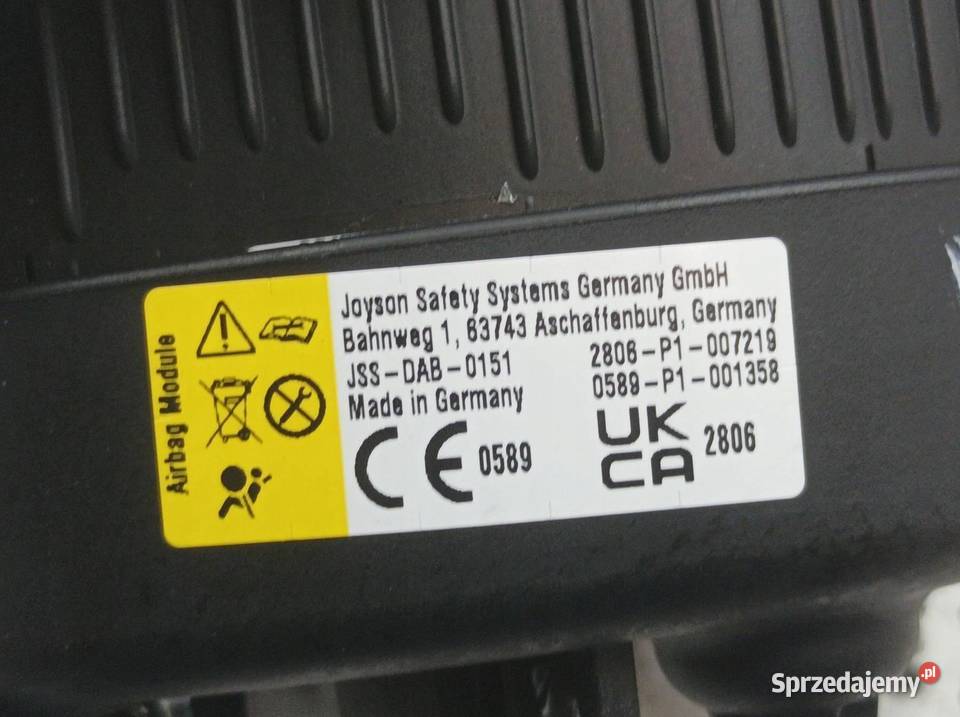 Airbag Module
Joyson Safety Systems Germany GmbH
Bahnweg 1, 63743 Aschaffenburg, Germany
JSS-DAB-0151 2806-P1-007219
Made in Germany 0589-P1-001358
CE 0589 UK CA 2806
Sprzedajemy.pl